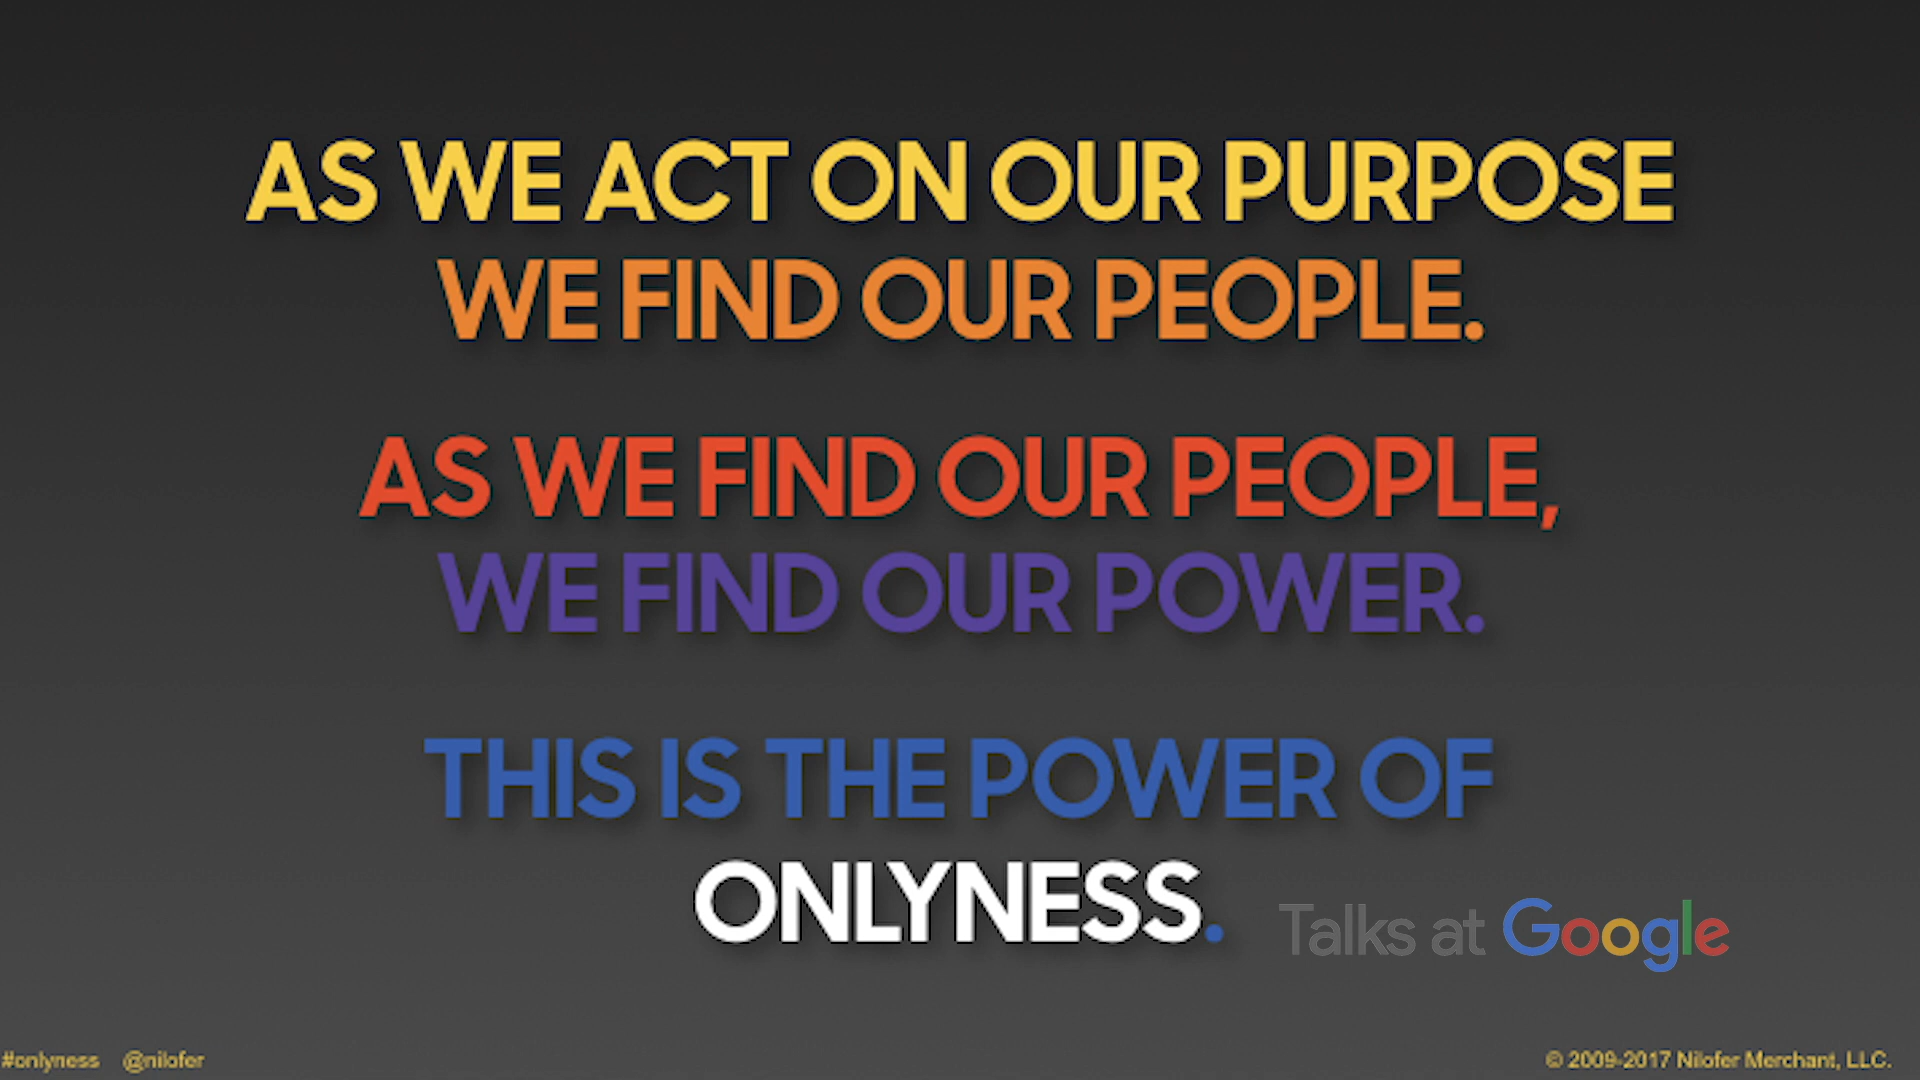 AS WE ACT ON OUR PURPOSE
WE FIND OUR PEOPLE.
AS WE FIND OUR PEOPLE,
WE FIND OUR POWER.
THIS IS THE POWER OF
ONLYNESS.
Talks at Google
#onlyness @nilofer
© 2009-2017 Nilofer Merchant, LLC.